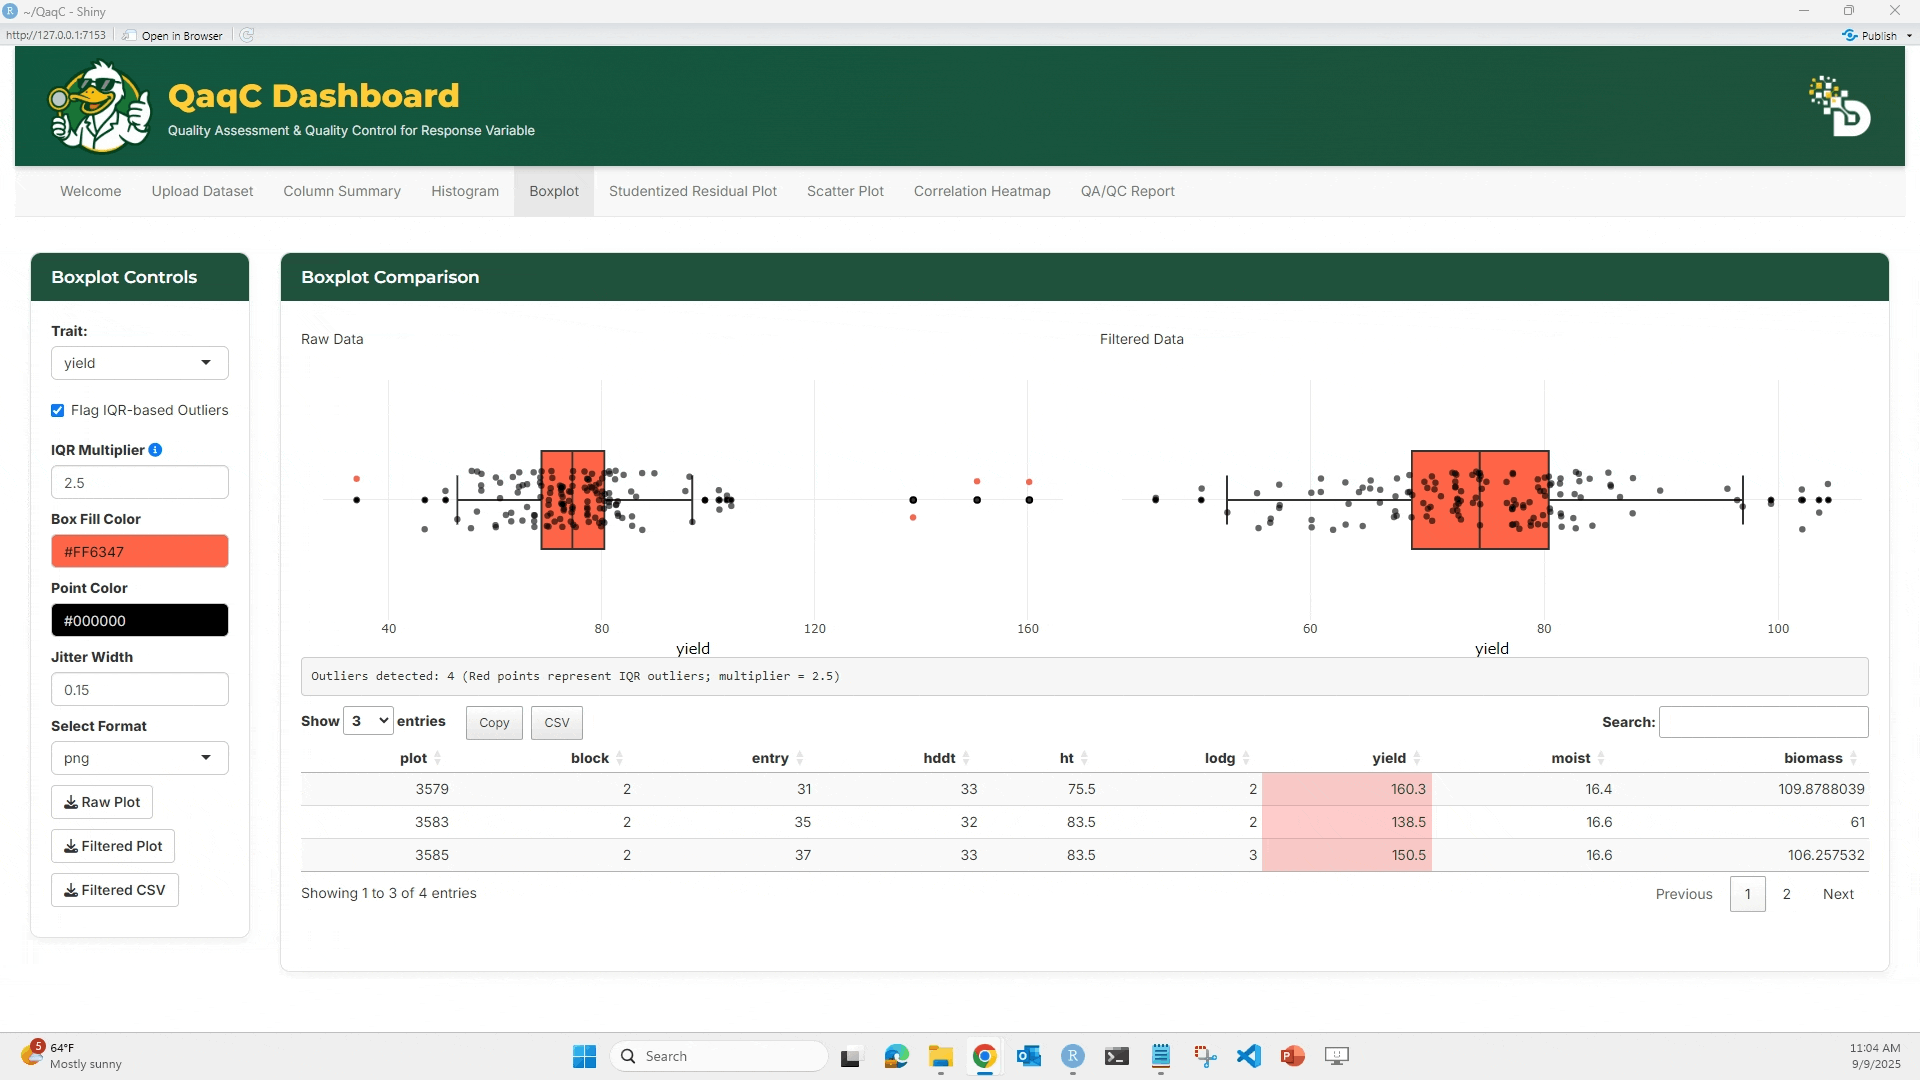 ~/QaqC - Shiny
http://127.0.0.1:7153 Open in Browser Publish
QaqC Dashboard
Quality Assessment & Quality Control for Response Variable
Welcome Upload Dataset Column Summary Histogram Boxplot Studentized Residual Plot Scatter Plot Correlation Heatmap QA/QC Report
Boxplot Controls
Trait:
yield
Flag IQR-based Outliers
IQR Multiplier
2.5
Box Fill Color
#FF6347
Point Color
#000000
Jitter Width
0.15
Select Format
png
Raw Plot
Filtered Plot
Filtered CSV
Boxplot Comparison
Raw Data Filtered Data
40 80 120 160 60 80 100
yield yield
Outliers detected: 4 (Red points represent IQR outliers; multiplier = 2.5)
Show 3 entries Copy CSV Search:
plot block entry hddt ht lodg yield moist biomass
3579 2 31 33 75.5 2 160.3 16.4 109.8788039
3583 2 35 32 83.5 2 138.5 16.6 61
3585 2 37 33 83.5 3 150.5 16.6 106.257532
Showing 1 to 3 of 4 entries Previous 1 2 Next
5 64°F
Mostly sunny
Search
11:04 AM
9/9/2025